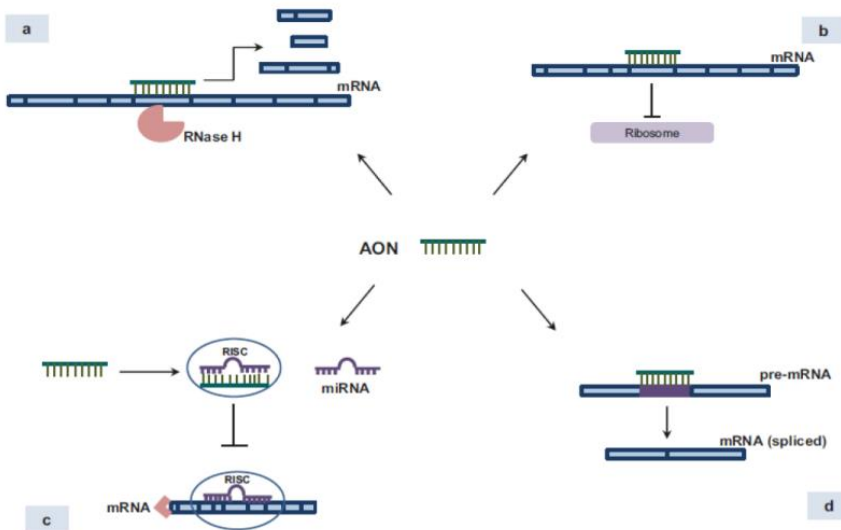 a
mRNA
RNase H
b
mRNA
Ribosome
AON
RISC
miRNA
RISC
mRNA
c
pre-mRNA
mRNA (spliced)
d